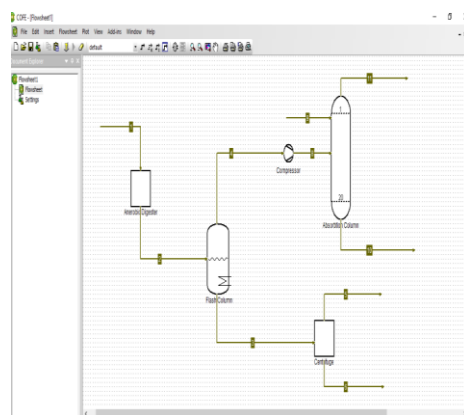 COFE - [Flowsheet1]
File Edit Insert Flowsheet Plot View Add-ins Window Help
default
Document Explorer
Flowsheet1
Flowsheet
Settings
1
Compressor
20
Absorbtion Column
Anerobic Digester
Flash Column
Centrifuge